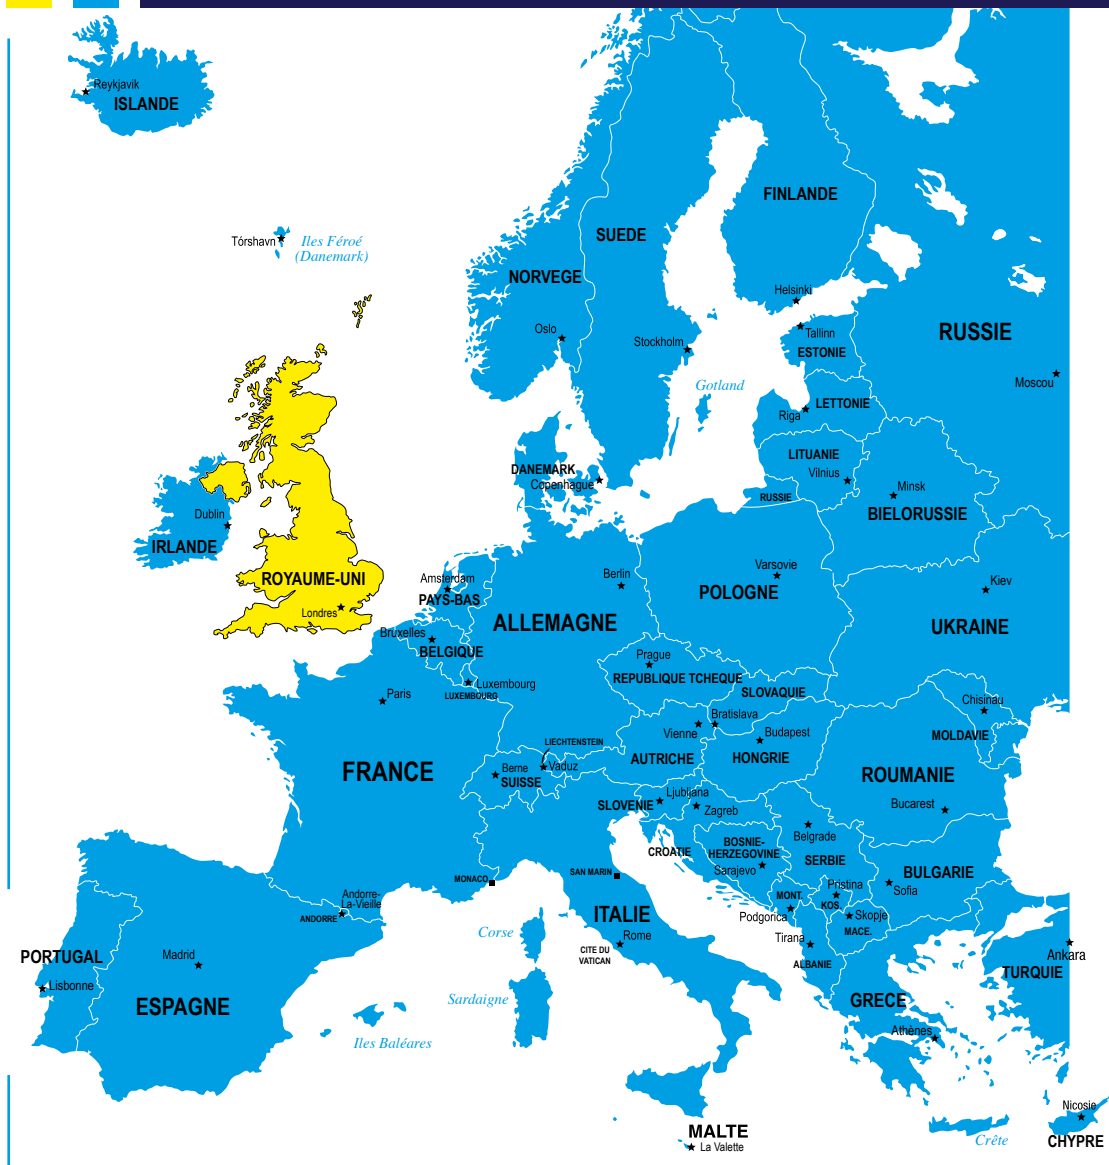 Reykjavik
ISLANDE
FINLANDE
SUEDE
Tórshavn
Iles Féroé
(Danemark)
NORVEGE
Helsinki
Oslo
Stockholm
Tallinn
ESTONIE
RUSSIE
Moscou
Gotland
Riga
LETTONIE
LITUANIE
Vilnius
DANEMARK
Copenhague
RUSSIE
Minsk
BIELORUSSIE
Dublin
IRLANDE
ROYAUME-UNI
Londres
Amsterdam
PAYS-BAS
Berlin
Varsovie
POLOGNE
Kiev
UKRAINE
ALLEMAGNE
Bruxelles
BELGIQUE
Prague
REPUBLIQUE TCHEQUE
Luxembourg
LUXEMBOURG
SLOVAQUIE
Paris
Chisinau
MOLDAVIE
Bratislava
Vienne
Budapest
LIECHTENSTEIN
AUTRICHE
HONGRIE
FRANCE
Berne
SUISSE
Vaduz
ROUMANIE
Bucarest
Ljubljana
SLOVENIE
Zagreb
Belgrade
CROATIE
BOSNIE-
HERZEGOVINE
Sarajevo
SERBIE
BULGARIE
Sofia
MONACO
SAN MARIN
Pristina
KOS.
MONT.
Andorre-
La-Vieille
ANDORRE
Podgorica
Skopje
MACE.
ITALIE
Rome
Corse
CITE DU
VATICAN
Tirana
ALBANIE
Ankara
TURQUIE
PORTUGAL
Lisbonne
Madrid
ESPAGNE
Sardaigne
GRECE
Athènes
Iles Baléares
Nicosie
CHYPRE
MALTE
La Valette
Crête